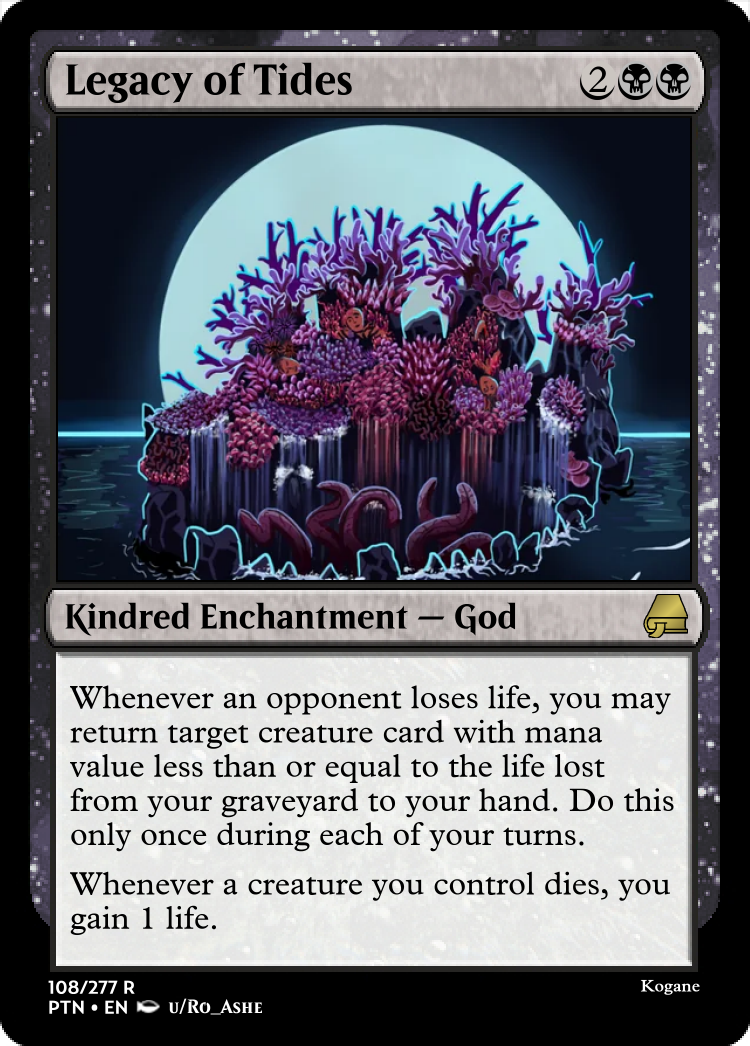 Legacy of Tides 2
Kindred Enchantment — God
Whenever an opponent loses life, you may
return target creature card with mana
value less than or equal to the life lost
from your graveyard to your hand. Do this
only once during each of your turns.
Whenever a creature you control dies, you
gain 1 life.
108/277 R
Kogane
PTN • EN u/Ro_Ashe